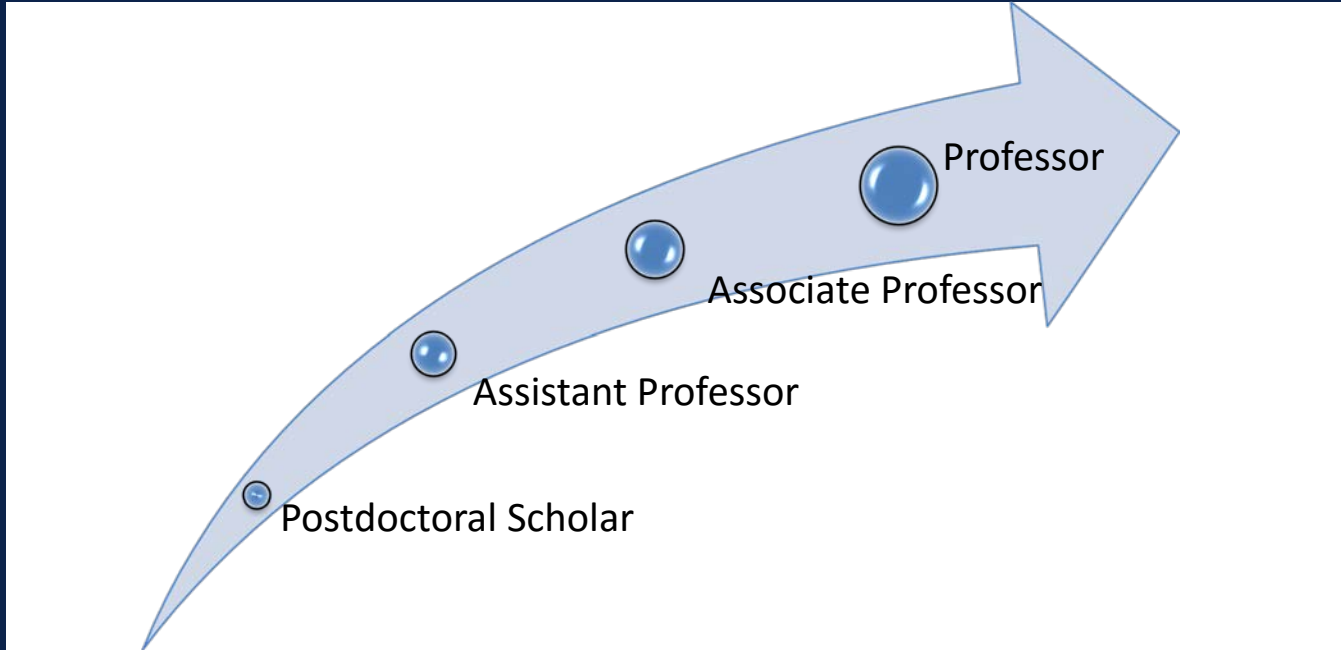 Professor
Associate Professor
Assistant Professor
Postdoctoral Scholar